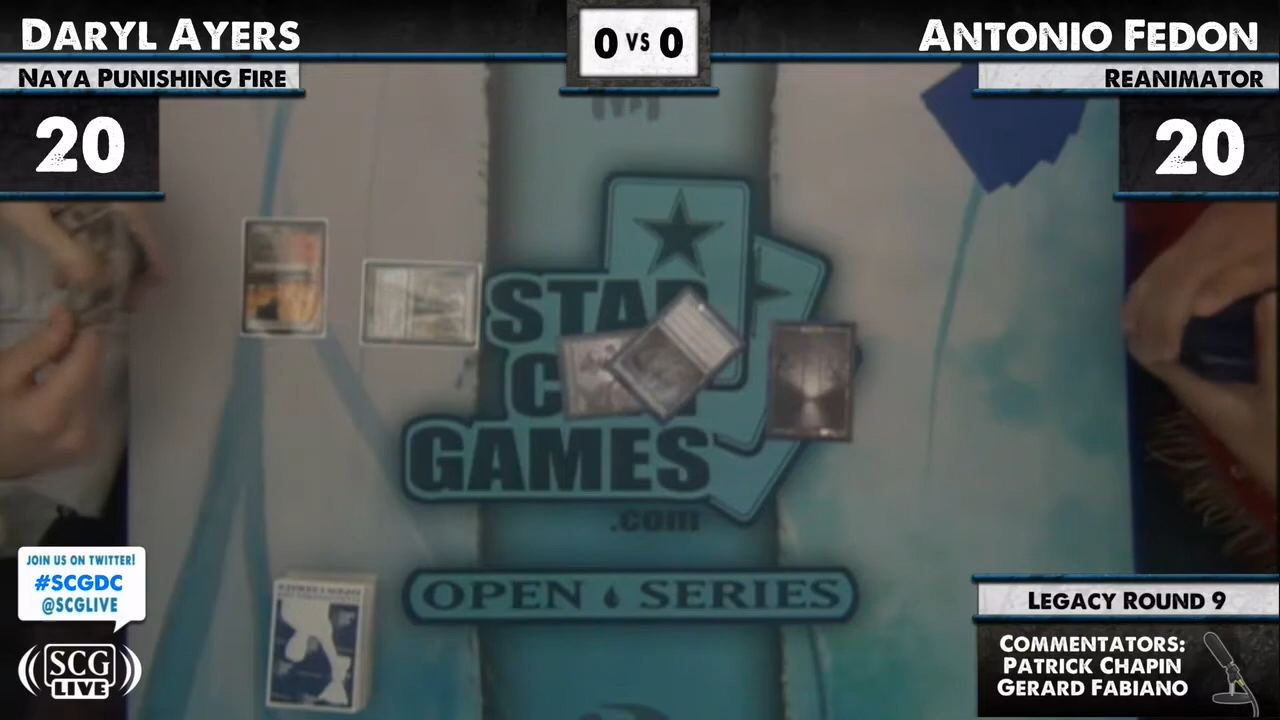 DARYL AYERS
NAYA PUNISHING FIRE
20
0 VS 0
ANTONIO FEDON
REANIMATOR
20
STAR
GAMES
.com
OPEN SERIES
JOIN US ON TWITTER!
#SCGDC
@SCGLIVE
SCG
LIVE
LEGACY ROUND 9
COMMENTATORS:
PATRICK CHAPIN
GERARD FABIANO